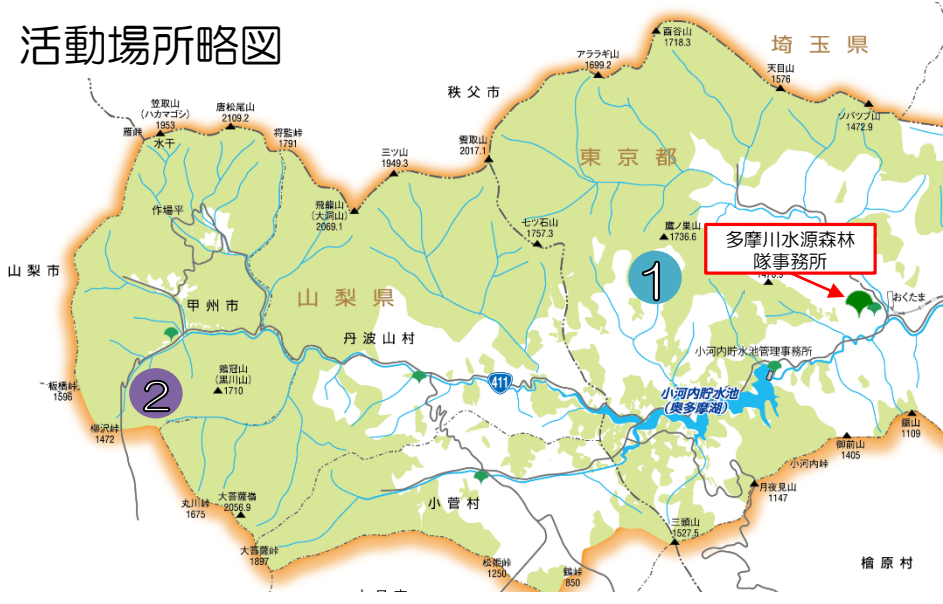 活動場所略図
酉谷山
1718.3
埼玉県
アララギ山
1699.2
天目山
1576
秩父市
笠取山
(ハカマゴシ)
1953
唐松尾山
2109.2
雁峠
水干
将監峠
1791
三ツ山
1949.3
雲取山
2017.1
ソバツブ山
1472.9
東京都
飛龍山
(大洞山)
2069.1
作場平
七ツ石山
1757.3
鷹ノ巣山
1736.6
多摩川水源森林
隊事務所
山梨市
甲州市
山梨県
1
おくたま
丹波山村
小河内貯水池管理事務所
板橋峠
1596
2
鶏冠山
(黒川山)
1710
411
小河内貯水池
(奥多摩湖)
柳沢峠
1472
鋸山
1109
御前山
1405
小河内峠
月夜見山
1147
丸川峠
1675
大菩薩嶺
2056.9
小菅村
三頭山
1527.5
大菩薩峠
1897
松姫峠
1250
鶴峠
850
檜原村